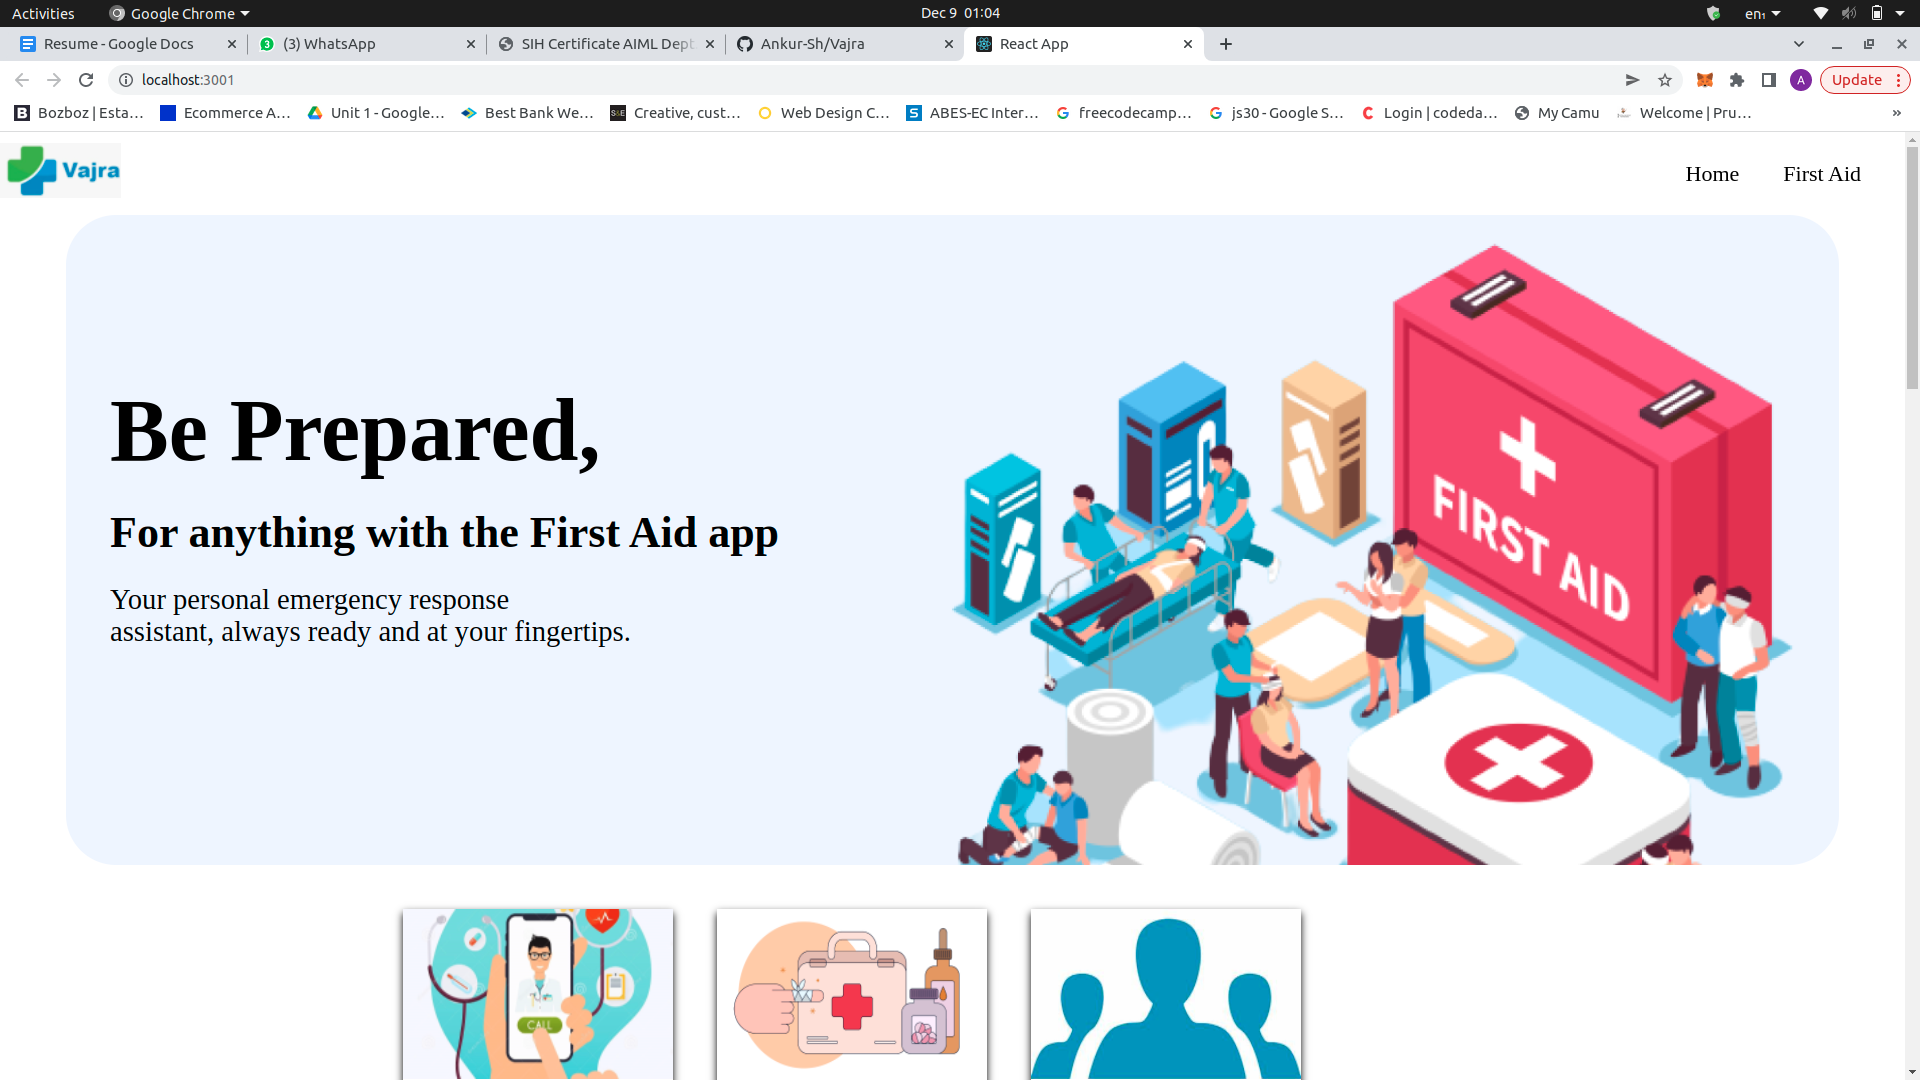 Activities
Google Chrome
Dec 9 01:04
en₁
Resume - Google Docs
(3) WhatsApp
SIH Certificate AIML Dept
Ankur-Sh/Vajra
React App
localhost:3001
A
Update
Bozboz | Esta…
Ecommerce A…
Unit 1 - Google…
Best Bank We…
Creative, cust…
Web Design C…
ABES-EC Inter…
freecodecamp…
js30 - Google S…
Login | codeda…
My Camu
Welcome | Pru…
»
Vajra
Home
First Aid
Be Prepared,
For anything with the First Aid app
Your personal emergency response
assistant, always ready and at your fingertips.
FIRST AID
CALL